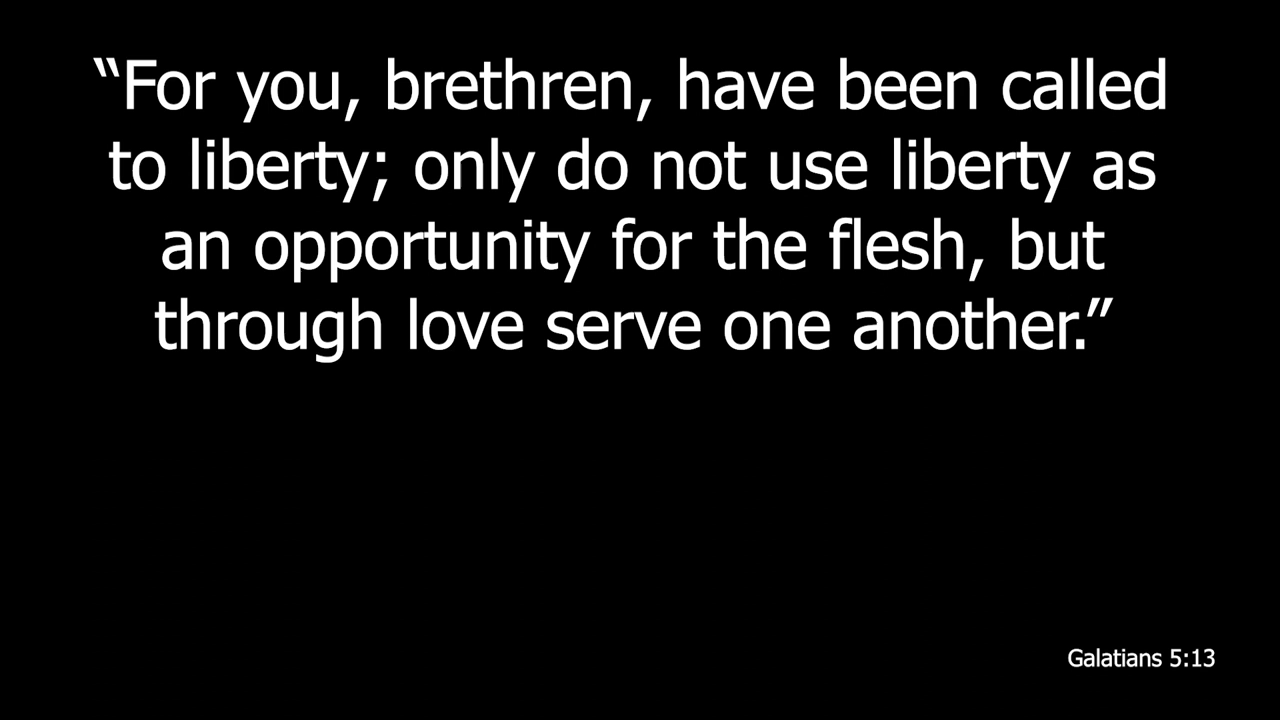 “For you, brethren, have been called
to liberty; only do not use liberty as
an opportunity for the flesh, but
through love serve one another.”
Galatians 5:13